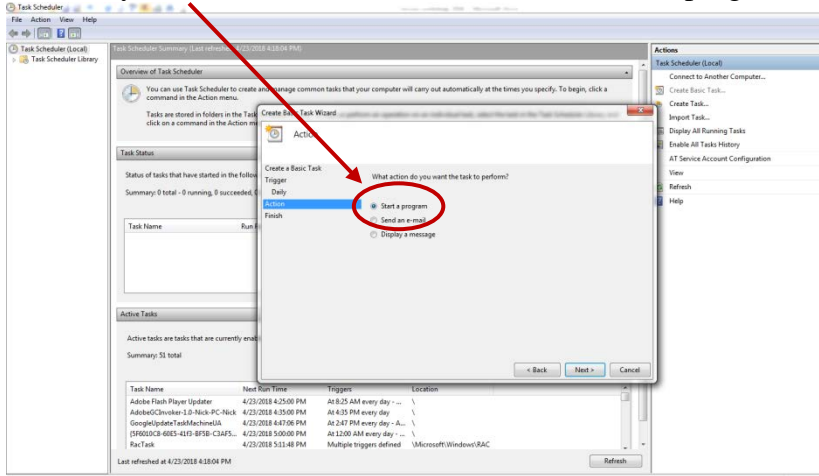 Task Scheduler
File Action View Help
Task Scheduler (Local)
Task Scheduler Library
Task Scheduler Summary (Last refreshed: 4/23/2018 4:18:04 PM)
Overview of Task Scheduler
You can use Task Scheduler to create and manage common tasks that your computer will carry out automatically at the times you specify. To begin, click a
command in the Action menu.
Tasks are stored in folders in the Task
click on a command in the Action me
Task Status
Status of tasks that have started in the follow
Summary: 0 total - 0 running, 0 succeeded,
Task Name Run
Active Tasks
Active tasks are tasks that are currently enab
Summary: 51 total
Task Name Next Run Time Triggers Location
Adobe Flash Player Updater 4/23/2018 4:25:00 PM At 8:25 AM every day - ... \
AdobeGCInvoker-1.0-Nick-PC-Nick 4/23/2018 4:35:00 PM At 4:35 PM every day \
GoogleUpdateTaskMachineUA 4/23/2018 4:47:06 PM At 2:47 PM every day - A... \
{5F6010C8-60E5-41f3-BF5B-C3AF5... 4/23/2018 5:00:00 PM At 12:00 AM every day - ... \
RacTask 4/23/2018 5:11:48 PM Multiple triggers defined \Microsoft\Windows\RAC
Last refreshed at 4/23/2018 4:18:04 PM
Refresh
Create Basic Task Wizard
Action
Create a Basic Task
Trigger
Daily
Action
Finish
What action do you want the task to perform?
Start a program
Send an e-mail
Display a message
< Back Next > Cancel
Actions
Task Scheduler (Local)
Connect to Another Computer...
Create Basic Task...
Create Task...
Import Task...
Display All Running Tasks
Enable All Tasks History
AT Service Account Configuration
View
Refresh
Help